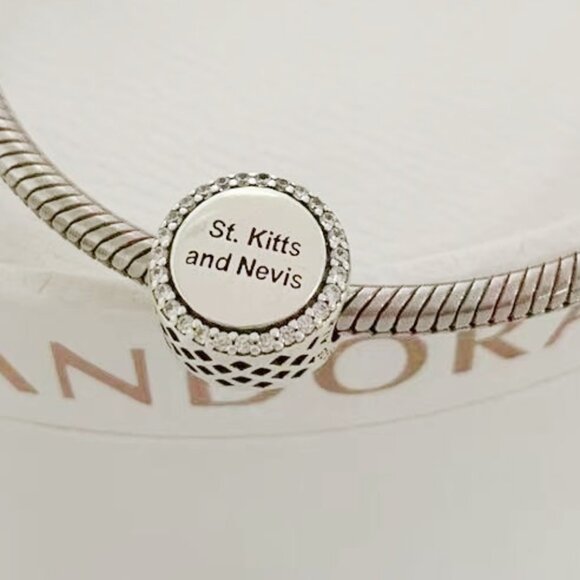 St. Kitts
and Nevis
ANDORA